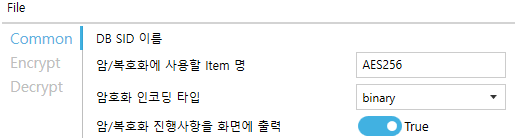 File
Common
Encrypt
Decrypt
DB SID 이름
암/복호화에 사용할 Item 명 AES256
암호화 인코딩 타입 binary
암/복호화 진행사항을 화면에 출력 True